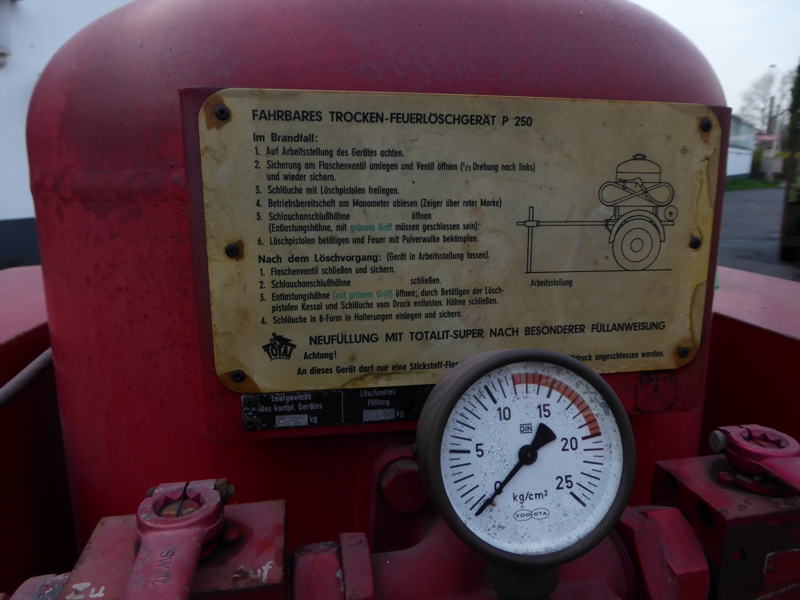 FAHRBARES TROCKEN-FEUERLÖSCHGERÄT P 250
Im Brandfall:
1. Auf Arbeitsstellung des Gerätes achten.
2. Sicherung am Flaschenventil umlegen und Ventil öffnen (1/2 Drehung nach links)
und wieder sichern.
3. Schläuche mit Löschpistolen freilegen.
4. Betriebsbereitschaft am Manometer ablesen (Zeiger über roter Marke)
5. Schlauchanschlußhähne öffnen
(Entlastungshähne, mit grünem Griff müssen geschlossen sein).
6. Löschpistolen betätigen und Feuer mit Pulverwolke bekämpfen.
Nach dem Löschvorgang: (Gerät in Arbeitsstellung lassen).
1. Flaschenventil schließen und sichern.
2. Schlauchanschlußhähne schließen.
3. Entlastungshähne (mit grünem Griff) öffnen; durch Betätigen der Lösch-
pistolen Kessel und Schläuche vom Druck entlasten. Hähne schließen.
4. Schläuche in 8-Form in Halterungen einlegen und sichern.
Arbeitsstellung
TOTAL
NEUFÜLLUNG MIT TOTALIT-SUPER NACH BESONDERER FÜLLANWEISUNG
Achtung!
An dieses Gerät darf nur eine Stickstoff-Fla druck angeschlossen werden.
Leergewicht
des kompl. Gerätes kg
Löschmittel
Füllung kg
0 5 10 15 20 25
DIN
kg/cm²
SW
Zu
Auf